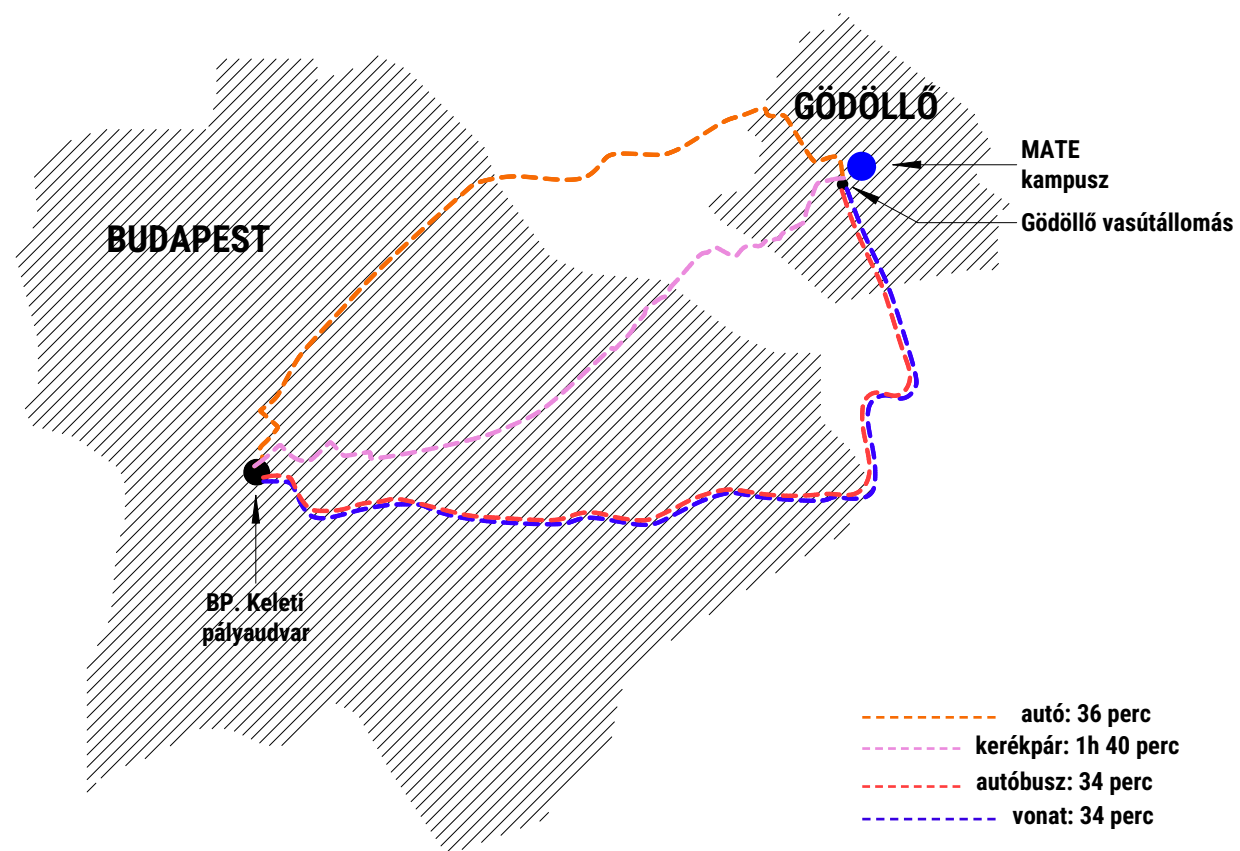 GÖDÖLLŐ
MATE
kampusz
Gödöllő vasútállomás
BUDAPEST
BP. Keleti
pályaudvar
autó: 36 perc
kerékpár: 1h 40 perc
autóbusz: 34 perc
vonat: 34 perc